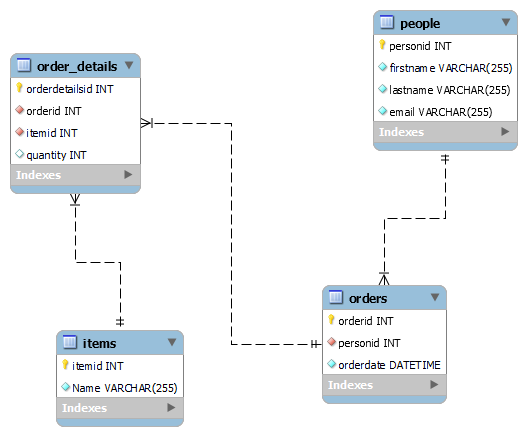 people
personid INT
firstname VARCHAR(255)
lastname VARCHAR(255)
email VARCHAR(255)
Indexes
order_details
orderdetailsid INT
orderid INT
itemid INT
quantity INT
Indexes
orders
orderid INT
personid INT
orderdate DATETIME
Indexes
items
itemid INT
Name VARCHAR(255)
Indexes